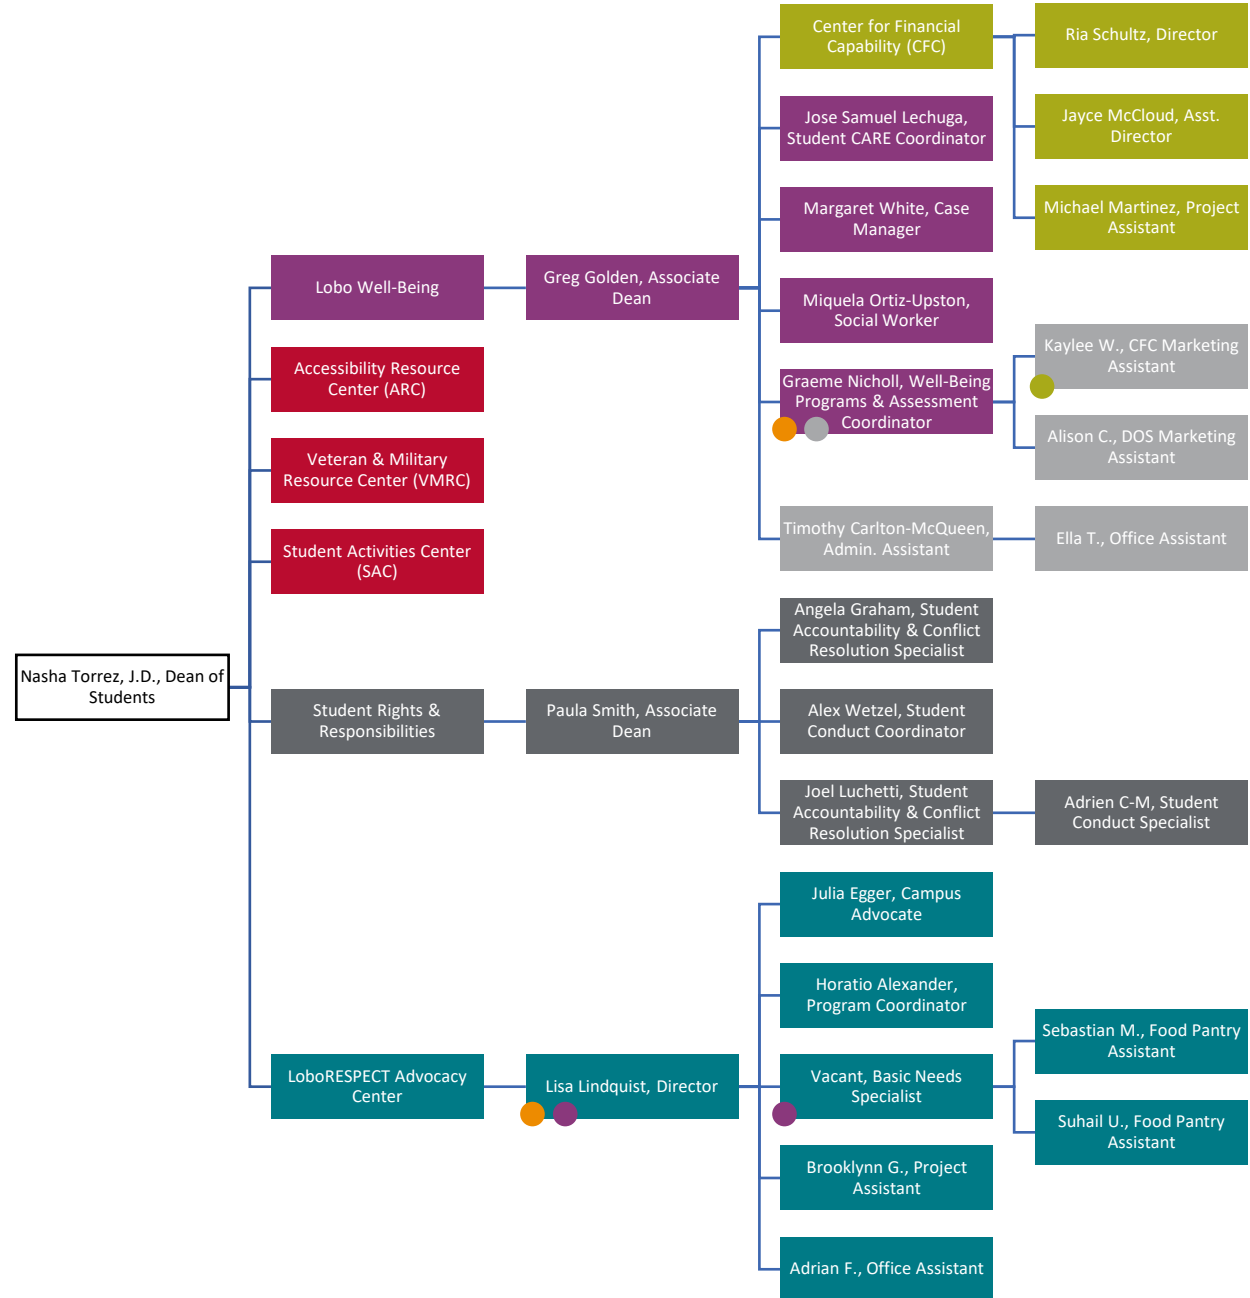 Center for Financial
Capability (CFC)
Ria Schultz, Director
Jose Samuel Lechuga,
Student CARE Coordinator
Jayce McCloud, Asst.
Director
Margaret White, Case
Manager
Michael Martinez, Project
Assistant
Lobo Well-Being
Greg Golden, Associate
Dean
Miquela Ortiz-Upston,
Social Worker
Accessibility Resource
Center (ARC)
Graeme Nicholl, Well-Being
Programs & Assessment
Coordinator
Kaylee W., CFC Marketing
Assistant
Alison C., DOS Marketing
Assistant
Veteran & Military
Resource Center (VMRC)
Student Activities Center
(SAC)
Timothy Carlton-McQueen,
Admin. Assistant
Ella T., Office Assistant
Nasha Torrez, J.D., Dean of
Students
Student Rights &
Responsibilities
Paula Smith, Associate
Dean
Angela Graham, Student
Accountability & Conflict
Resolution Specialist
Alex Wetzel, Student
Conduct Coordinator
Joel Luchetti, Student
Accountability & Conflict
Resolution Specialist
Adrien C-M, Student
Conduct Specialist
LoboRESPECT Advocacy
Center
Lisa Lindquist, Director
Julia Egger, Campus
Advocate
Horatio Alexander,
Program Coordinator
Vacant, Basic Needs
Specialist
Sebastian M., Food Pantry
Assistant
Suhail U., Food Pantry
Assistant
Brooklynn G., Project
Assistant
Adrian F., Office Assistant